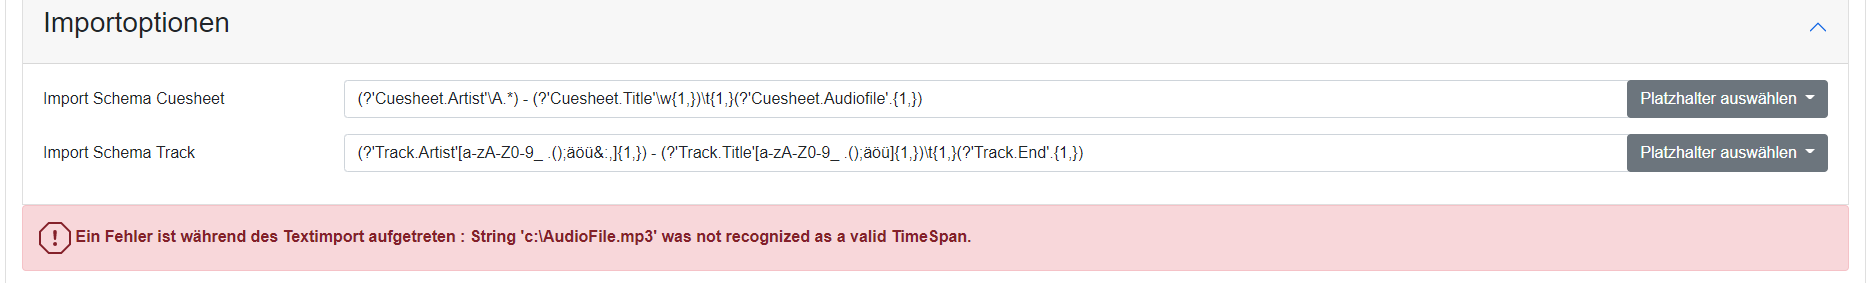 Importoptionen
Import Schema Cuesheet (?'Cuesheet.Artist'\A.*) - (?'Cuesheet.Title'\w{1,})\t{1,}(?'Cuesheet.Audiofile'.{1,}) Platzhalter auswählen
Import Schema Track (?'Track.Artist'[a-zA-Z0-9_ .();äöü&:,]{1,}) - (?'Track.Title'[a-zA-Z0-9_ .();äöü]{1,})\t{1,}(?'Track.End'.{1,}) Platzhalter auswählen
Ein Fehler ist während des Textimport aufgetreten : String 'c:\AudioFile.mp3' was not recognized as a valid TimeSpan.